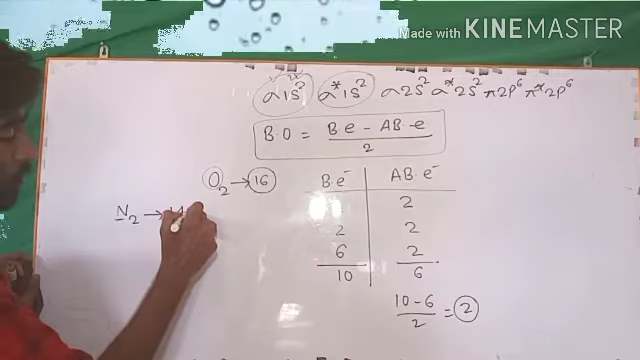 Made with KINEMASTER
σ1s² σ*1s² σ2s² σ*2s² π2p⁶ π*2p⁶
B.O = B.e - AB.e / 2
O₂ → 16
B.e⁻ AB.e⁻
2
2 2
6 2
10 6
N₂ → 14
10 - 6 / 2 = 2